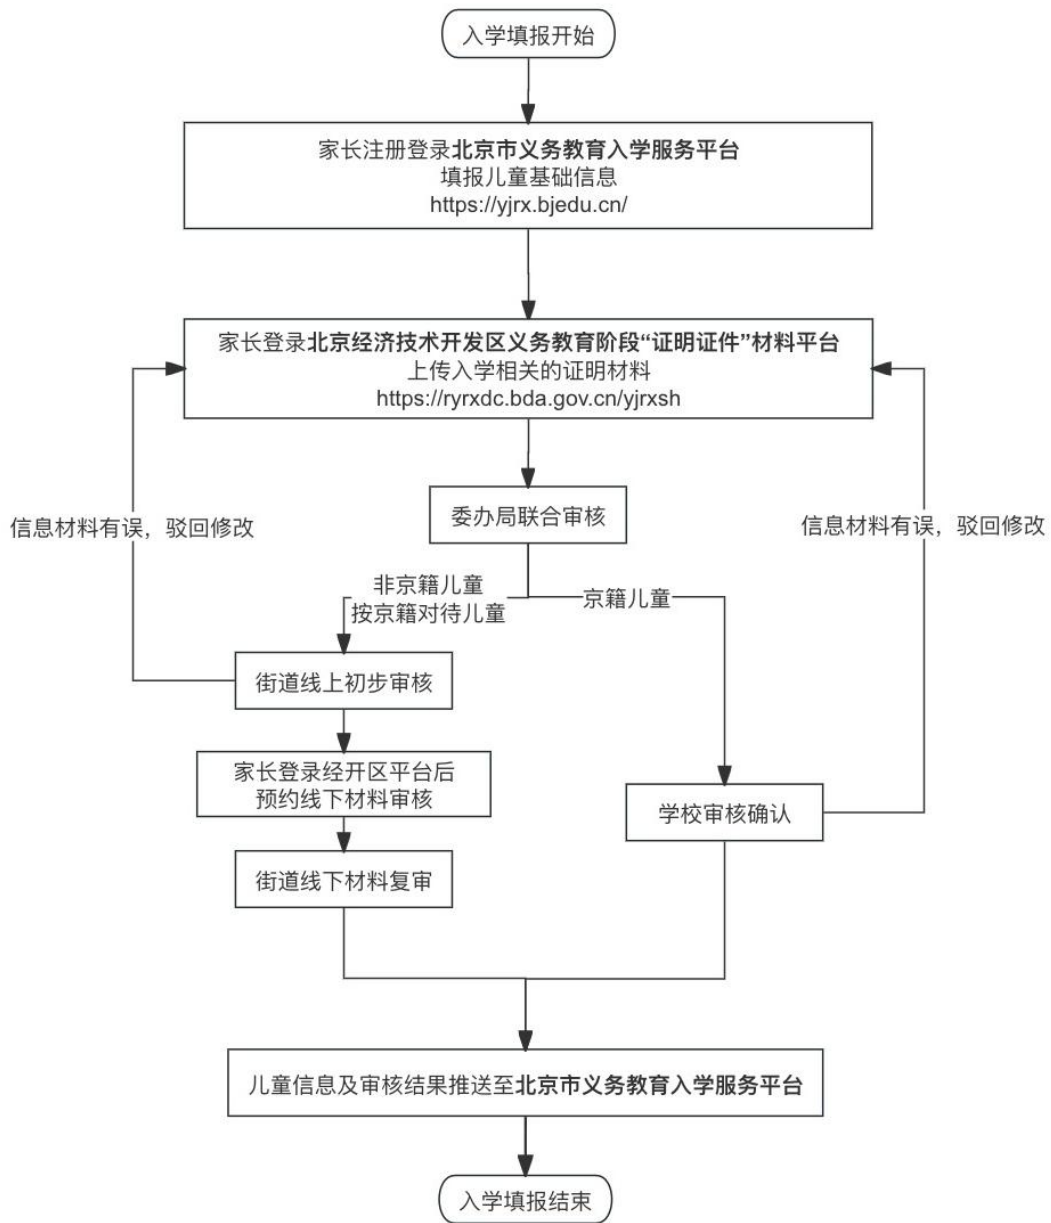 入学填报开始
家长注册登录北京市义务教育入学服务平台
填报儿童基础信息
https://yjrx.bjedu.cn/
家长登录北京经济技术开发区义务教育阶段“证明证件”材料平台
上传入学相关的证明材料
https://ryrxdc.bda.gov.cn/yjrxsh
委办局联合审核
信息材料有误，驳回修改
信息材料有误，驳回修改
非京籍儿童
按京籍对待儿童
京籍儿童
街道线上初步审核
家长登录经开区平台后
预约线下材料审核
学校审核确认
街道线下材料复审
儿童信息及审核结果推送至北京市义务教育入学服务平台
入学填报结束